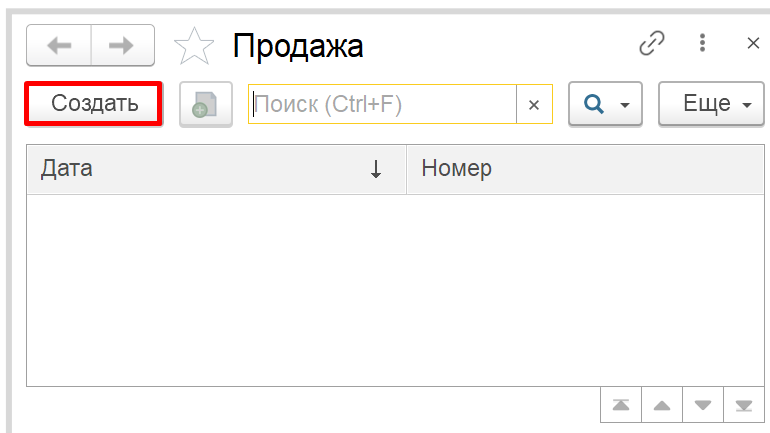 Продажа
Создать
Поиск (Ctrl+F)
Еще
Дата
Номер